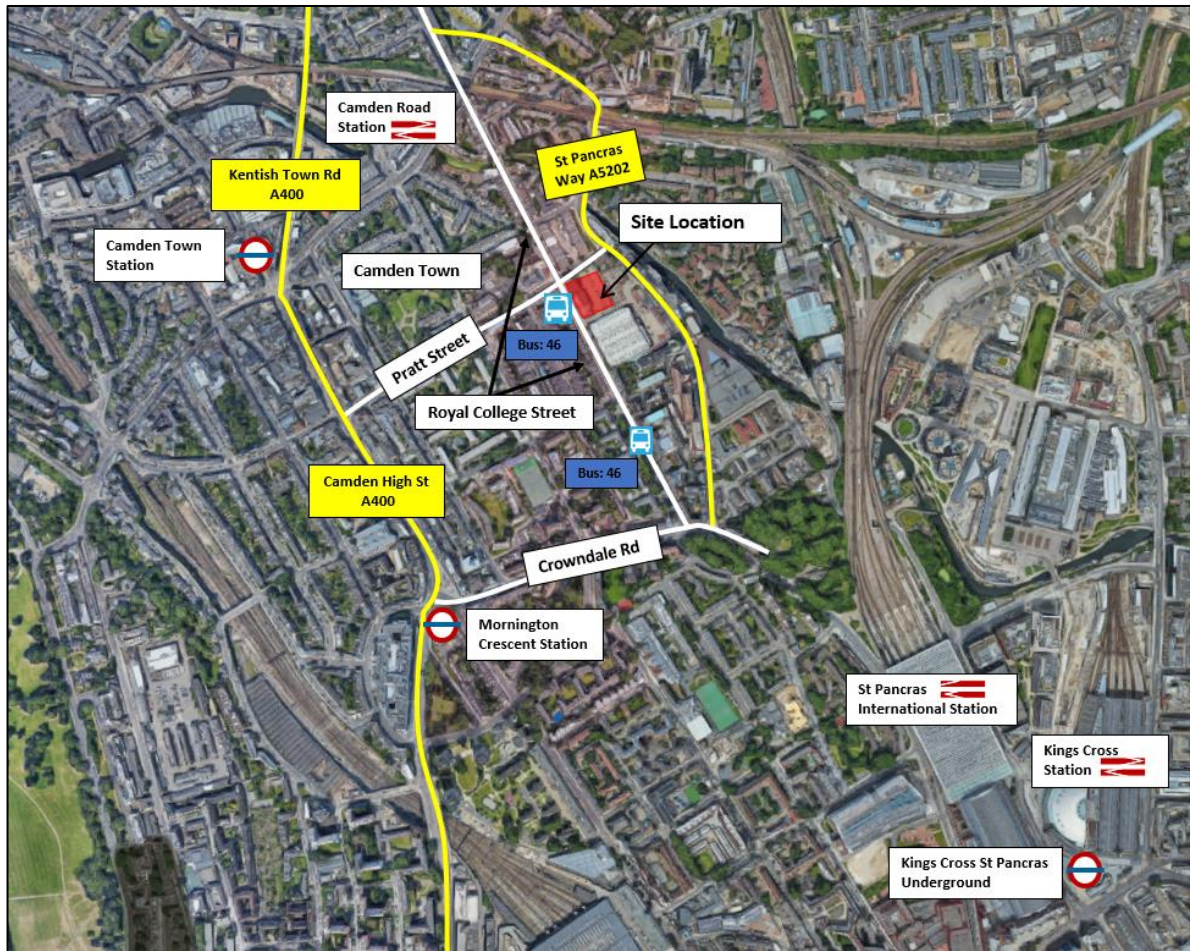 Camden Road
Station
Kentish Town Rd
A400
St Pancras
Way A5202
Site Location
Camden Town
Station
Camden Town
Bus: 46
Pratt Street
Royal College Street
Bus: 46
Camden High St
A400
Crowndale Rd
Mornington
Crescent Station
St Pancras
International Station
Kings Cross
Station
Kings Cross St Pancras
Underground